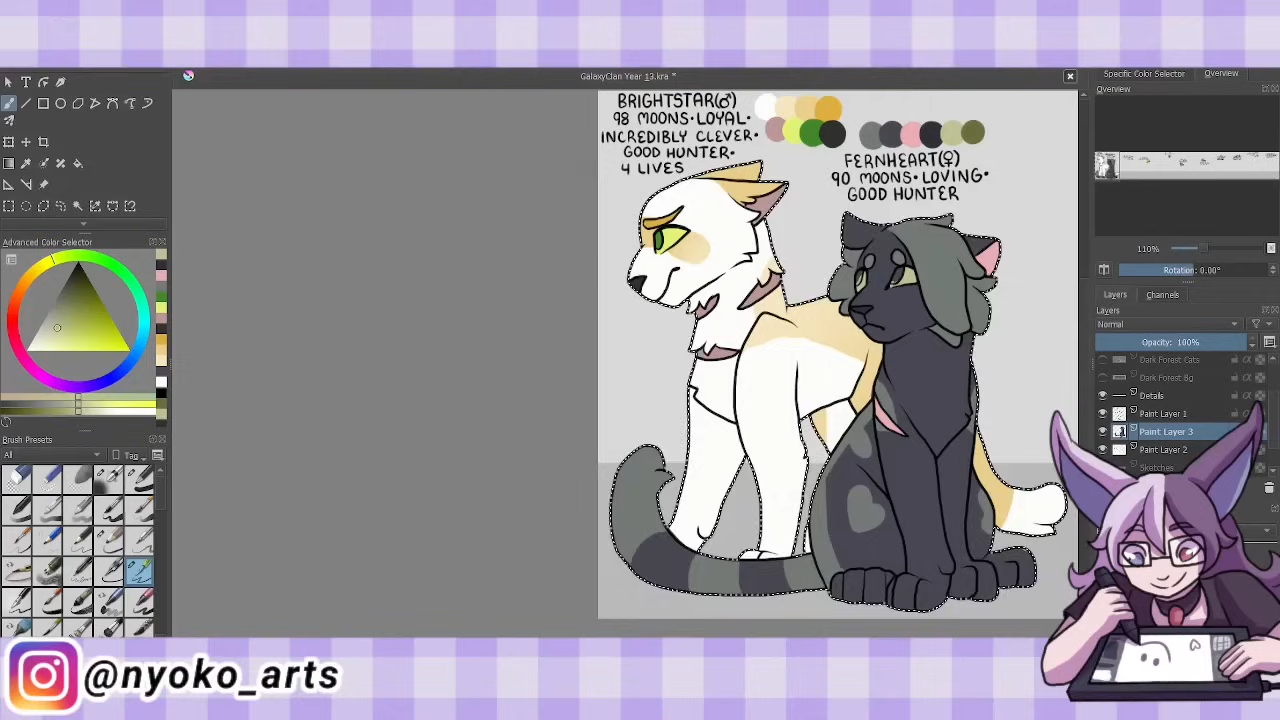 GalaxyClan Year 13.kra *
Specific Color Selector
Overview
Overview
BRIGHTSTAR(♂)
98 MOONS•LOYAL•
INCREDIBLY CLEVER•
GOOD HUNTER•
4 LIVES
FERNHEART(♀)
90 MOONS•LOVING•
GOOD HUNTER
110%
Rotation: 0.00°
Layers
Channels
Layers
Normal
Opacity: 100%
Dark Forest Cats
Dark Forest Bg
Details
Paint Layer 1
Paint Layer 3
Paint Layer 2
Sketches
Advanced Color Selector
Brush Presets
All
Tag
@nyoko_arts